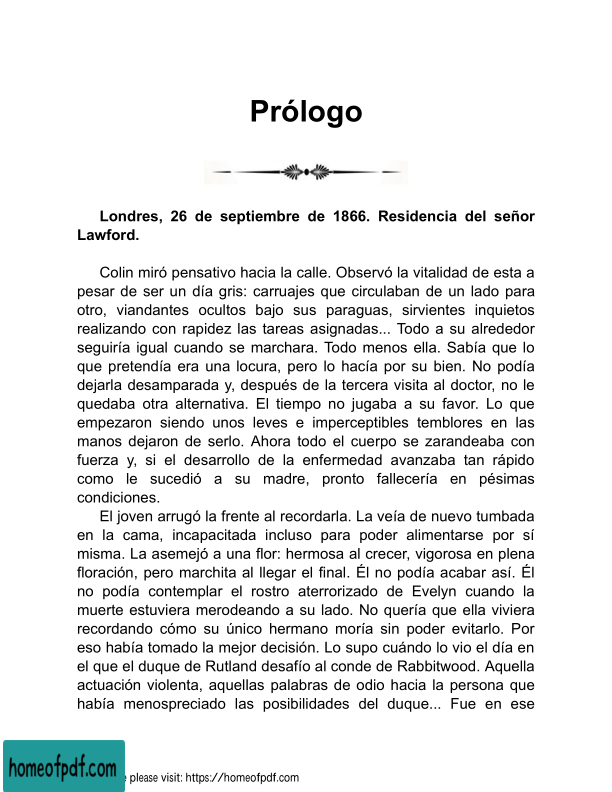 Prólogo
Londres, 26 de septiembre de 1866. Residencia del señor
Lawford.
Colin miró pensativo hacia la calle. Observó la vitalidad de esta a
pesar de ser un día gris: carruajes que circulaban de un lado para
otro, viandantes ocultos bajo sus paraguas, sirvientes inquietos
realizando con rapidez las tareas asignadas... Todo a su alrededor
seguiría igual cuando se marchara. Todo menos ella. Sabía que lo
que pretendía era una locura, pero lo hacía por su bien. No podía
dejarla desamparada y, después de la tercera visita al doctor, no le
quedaba otra alternativa. El tiempo no jugaba a su favor. Lo que
empezaron siendo unos leves e imperceptibles temblores en las
manos dejaron de serlo. Ahora todo el cuerpo se zarandeaba con
fuerza y, si el desarrollo de la enfermedad avanzaba tan rápido
como le sucedió a su madre, pronto fallecería en pésimas
condiciones.
El joven arrugó la frente al recordarla. La veía de nuevo tumbada
en la cama, incapacitada incluso para poder alimentarse por sí
misma. La asemejó a una flor: hermosa al crecer, vigorosa en plena
floración, pero marchita al llegar el final. Él no podía acabar así. Él
no podía contemplar el rostro aterrorizado de Evelyn cuando la
muerte estuviera merodeando a su lado. No quería que ella viviera
recordando cómo su único hermano moría sin poder evitarlo. Por
eso había tomado la mejor decisión. Lo supo cuándo lo vio el día en
el que el duque de Rutland desafío al conde de Rabbitwood. Aquella
actuación violenta, aquellas palabras de odio hacia la persona que
había menospreciado las posibilidades del duque... Fue en ese
homeofpdf.com
please visit: https://homeofpdf.com